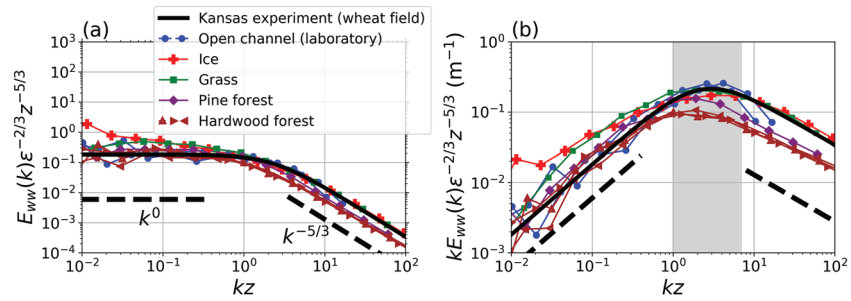 (a)
Kansas experiment (wheat field)
Open channel (laboratory)
Ice
Grass
Pine forest
Hardwood forest
10³
10²
10¹
10⁰
10⁻¹
10⁻²
10⁻³
10⁻⁴
E_ww(k)ε^−2/3z^−5/3
k⁰
k^−5/3
10⁻² 10⁻¹ 10⁰ 10¹ 10²
kz
(b)
10⁰
10⁻¹
10⁻²
10⁻³
kE_ww(k)ε^−2/3z^−5/3 (m⁻¹)
10⁻² 10⁻¹ 10⁰ 10¹ 10²
kz